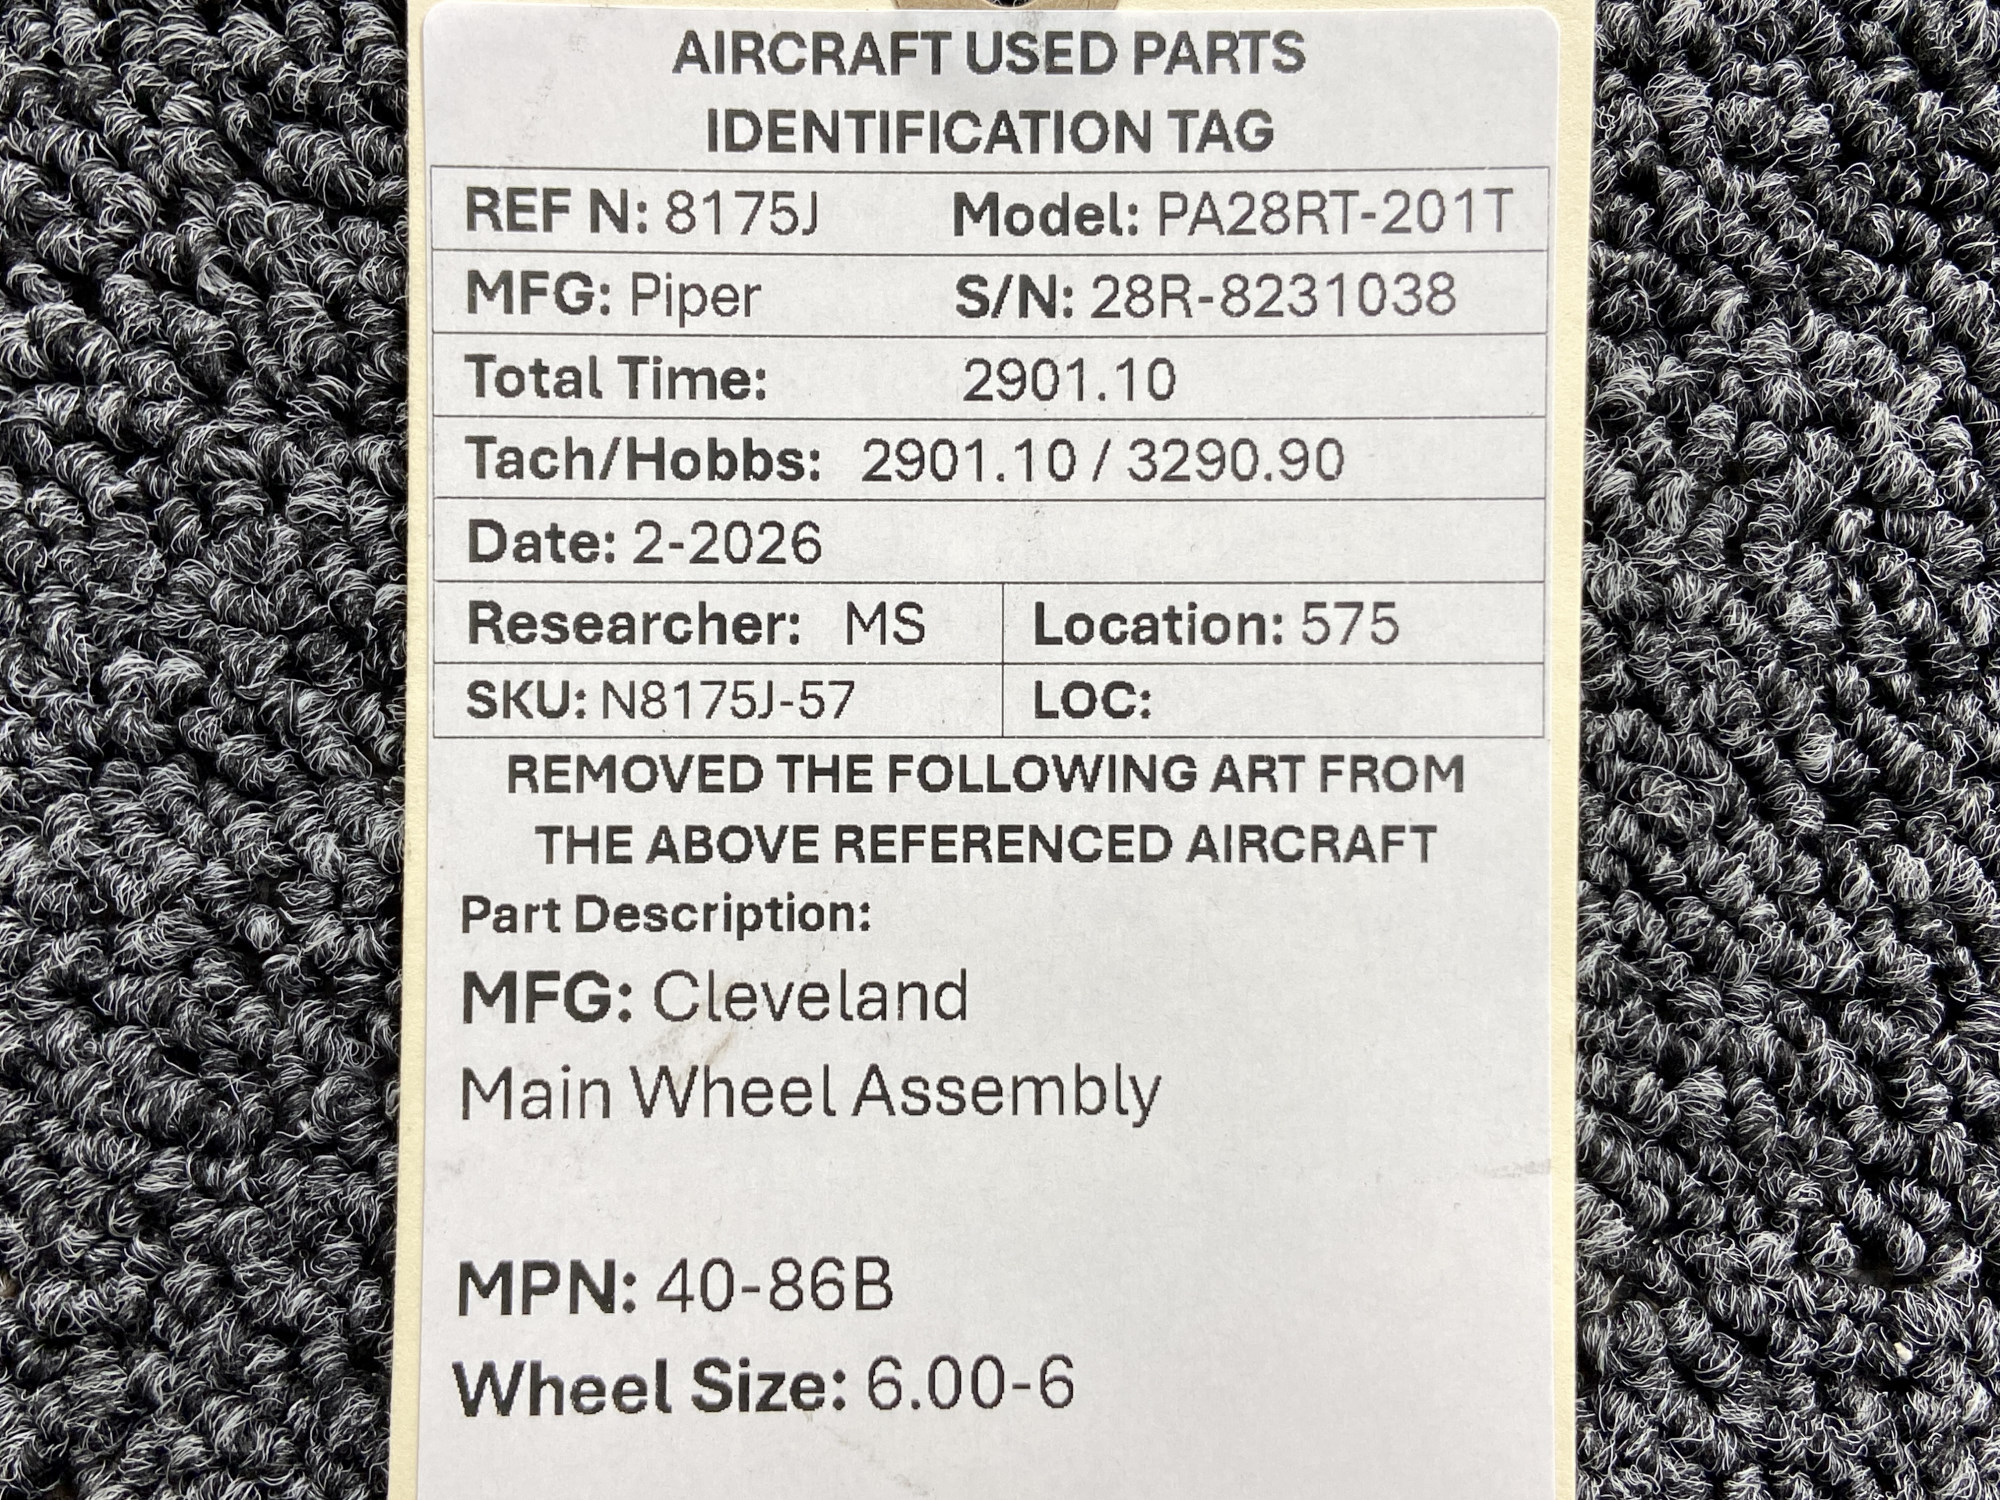 AIRCRAFT USED PARTS
IDENTIFICATION TAG
REF N: 8175J Model: PA28RT-201T
MFG: Piper S/N: 28R-8231038
Total Time: 2901.10
Tach/Hobbs: 2901.10 / 3290.90
Date: 2-2026
Researcher: MS Location: 575
SKU: N8175J-57 LOC:
REMOVED THE FOLLOWING ART FROM
THE ABOVE REFERENCED AIRCRAFT
Part Description:
MFG: Cleveland
Main Wheel Assembly
MPN: 40-86B
Wheel Size: 6.00-6